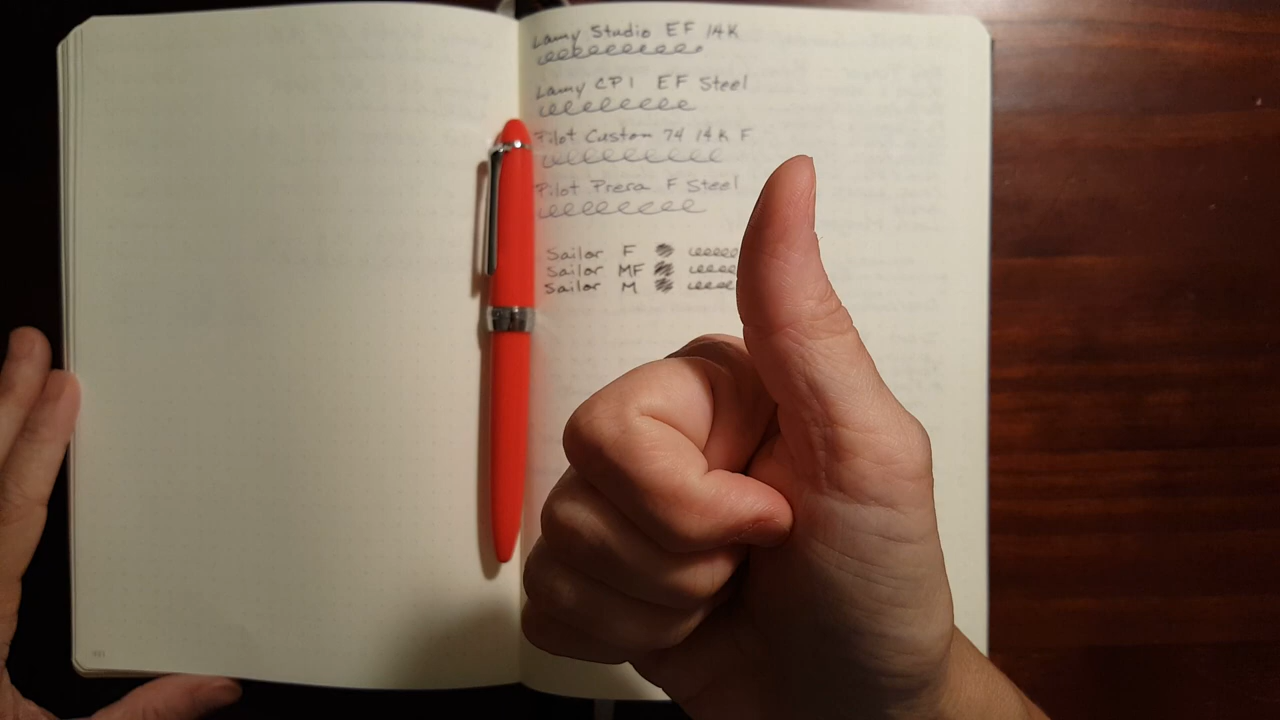 Lamy Studio EF 14K
Lamy CP1 EF Steel
Pilot Custom 74 14K F
Pilot Prera F Steel
Sailor F
Sailor MF
Sailor M